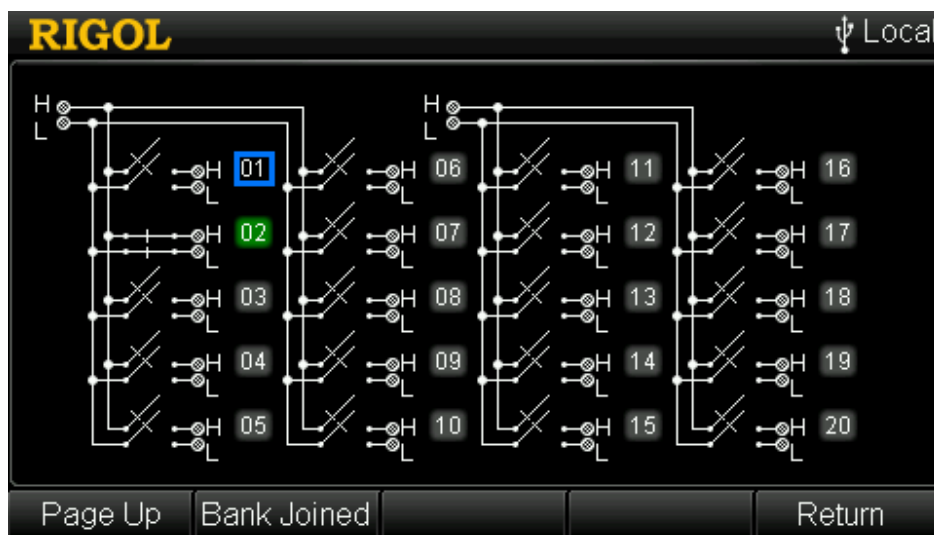 RIGOL Local
H H
L L
H 01 H 06 H 11 H 16
L L L L
H 02 H 07 H 12 H 17
L L L L
H 03 H 08 H 13 H 18
L L L L
H 04 H 09 H 14 H 19
L L L L
H 05 H 10 H 15 H 20
L L L L
Page Up Bank Joined Return